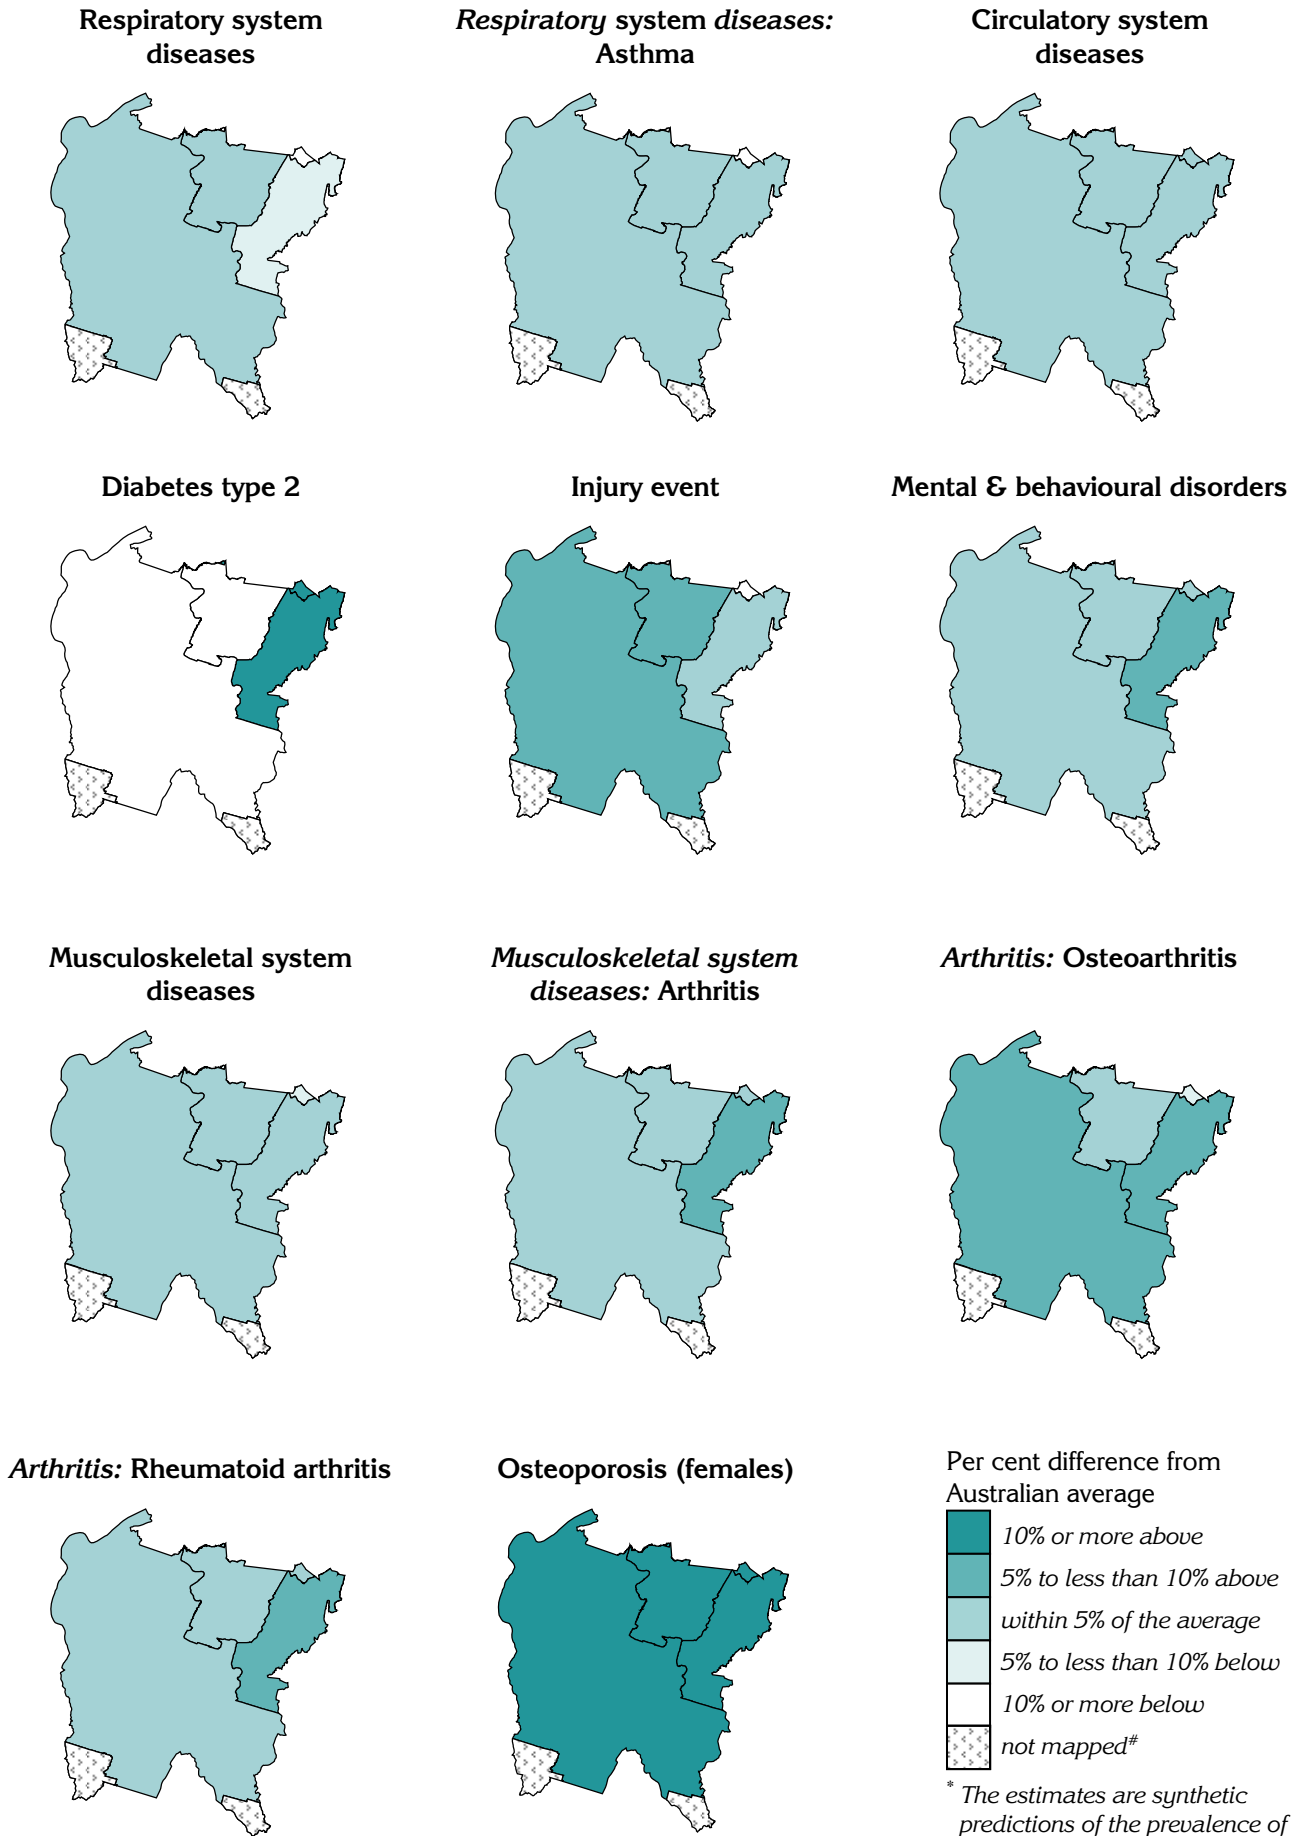 Respiratory system
diseases
Respiratory system diseases:
Asthma
Circulatory system
diseases
Diabetes type 2
Injury event
Mental & behavioural disorders
Musculoskeletal system
diseases
Musculoskeletal system
diseases: Arthritis
Arthritis: Osteoarthritis
Arthritis: Rheumatoid arthritis
Osteoporosis (females)
Per cent difference from
Australian average
10% or more above
5% to less than 10% above
within 5% of the average
5% to less than 10% below
10% or more below
not mapped#
* The estimates are synthetic
predictions of the prevalence of